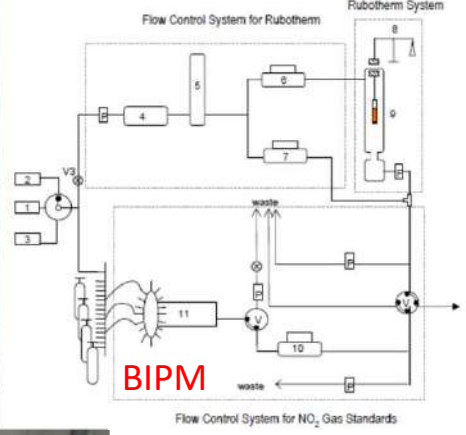 Rubotherm System
Flow Control System for Rubotherm
8
5
6
P
4
9
7
P
V3
2
1
3
waste
P
P
V
11
V
10
BIPM
waste
P
Flow Control System for NO₂ Gas Standards